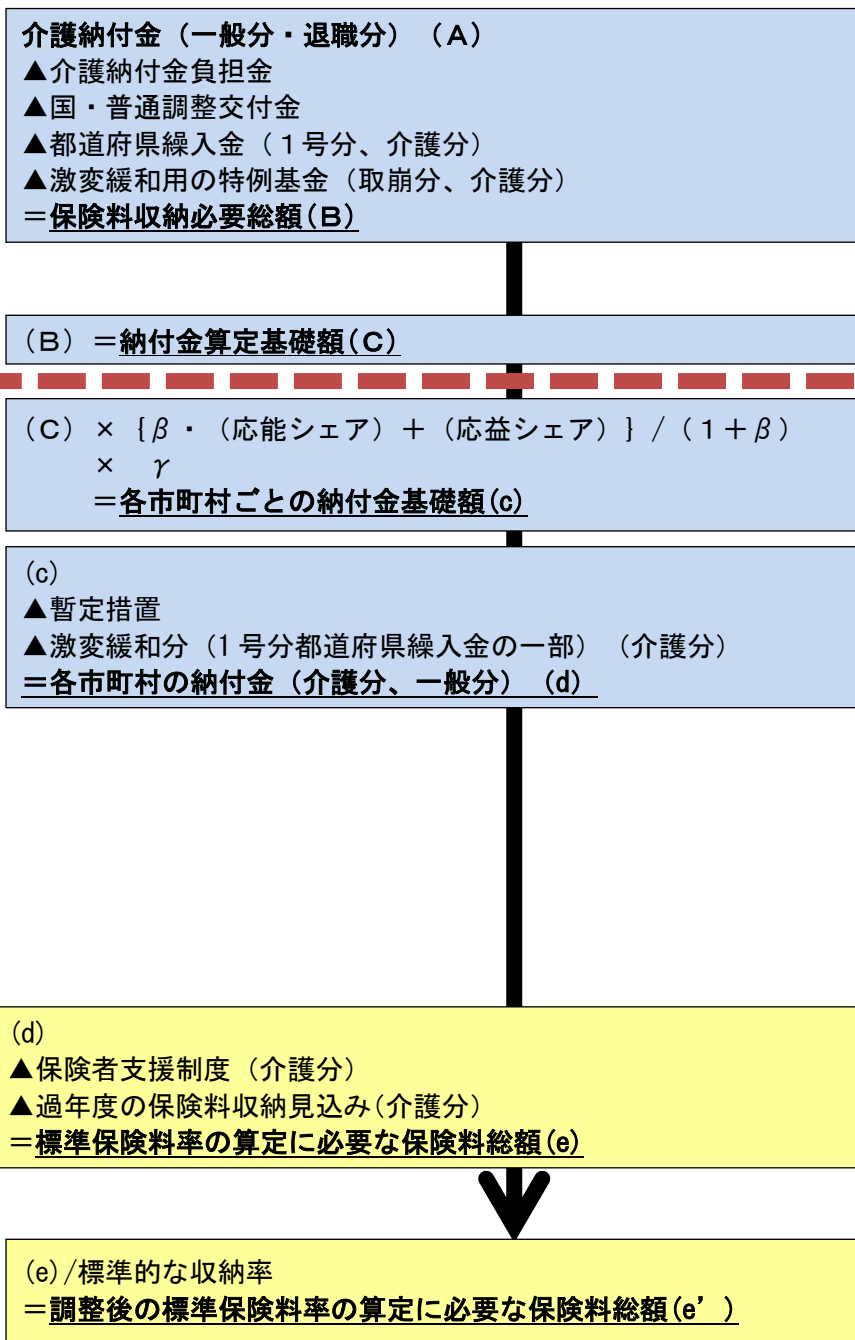 介護納付金（一般分・退職分）（Ａ）
▲介護納付金負担金
▲国・普通調整交付金
▲都道府県繰入金（１号分、介護分）
▲激変緩和用の特例基金（取崩分、介護分）
＝保険料収納必要総額(Ｂ)
（Ｂ）＝納付金算定基礎額(Ｃ)
（Ｃ）×｛β・（応能シェア）＋（応益シェア）｝/（１＋β）
×　γ
＝各市町村ごとの納付金基礎額(c)
(c)
▲暫定措置
▲激変緩和分（1号分都道府県繰入金の一部）（介護分）
＝各市町村の納付金（介護分、一般分）(d)
(d)
▲保険者支援制度（介護分）
▲過年度の保険料収納見込み(介護分)
＝標準保険料率の算定に必要な保険料総額(e)
(e)/標準的な収納率
＝調整後の標準保険料率の算定に必要な保険料総額(e’)